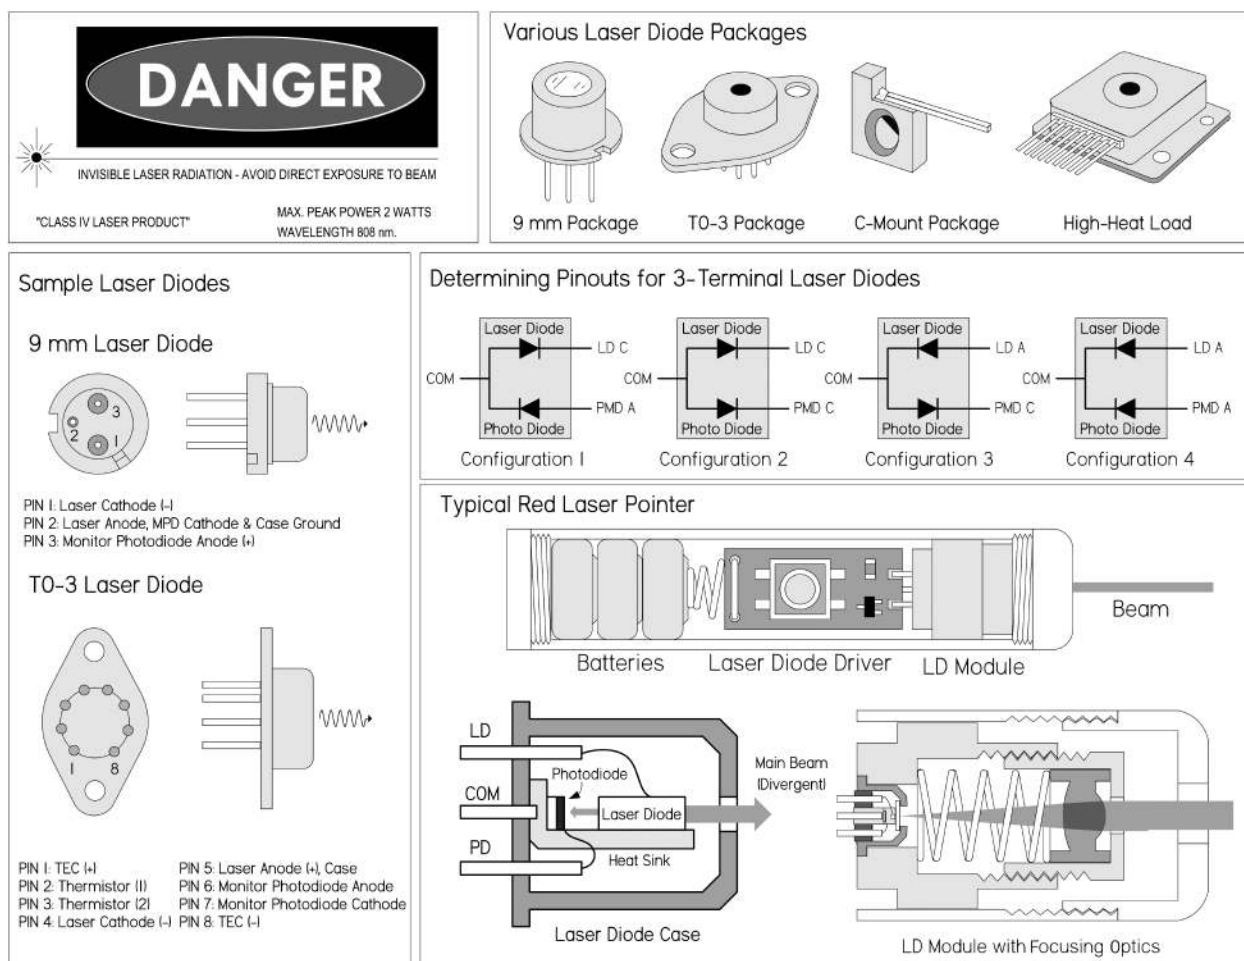 DANGER
INVISIBLE LASER RADIATION - AVOID DIRECT EXPOSURE TO BEAM
"CLASS IV LASER PRODUCT"
MAX. PEAK POWER 2 WATTS
WAVELENGTH 808 nm.
Various Laser Diode Packages
9 mm Package
TO-3 Package
C-Mount Package
High-Heat Load
Sample Laser Diodes
9 mm Laser Diode
3
2
1
PIN 1: Laser Cathode (-)
PIN 2: Laser Anode, MPD Cathode & Case Ground
PIN 3: Monitor Photodiode Anode (+)
TO-3 Laser Diode
1 8
PIN 1: TEC (+)
PIN 2: Thermistor (1)
PIN 3: Thermistor (2)
PIN 4: Laser Cathode (-)
PIN 5: Laser Anode (+), Case
PIN 6: Monitor Photodiode Anode
PIN 7: Monitor Photodiode Cathode
PIN 8: TEC (-)
Determining Pinouts for 3-Terminal Laser Diodes
Laser Diode
LD C
COM
PMD A
Photo Diode
Configuration 1
Laser Diode
LD C
COM
PMD C
Photo Diode
Configuration 2
Laser Diode
LD A
COM
PMD C
Photo Diode
Configuration 3
Laser Diode
LD A
COM
PMD A
Photo Diode
Configuration 4
Typical Red Laser Pointer
Beam
Batteries
Laser Diode Driver
LD Module
LD
Photodiode
COM
Laser Diode
PD
Heat Sink
Main Beam
(Divergent)
Laser Diode Case
LD Module with Focusing Optics